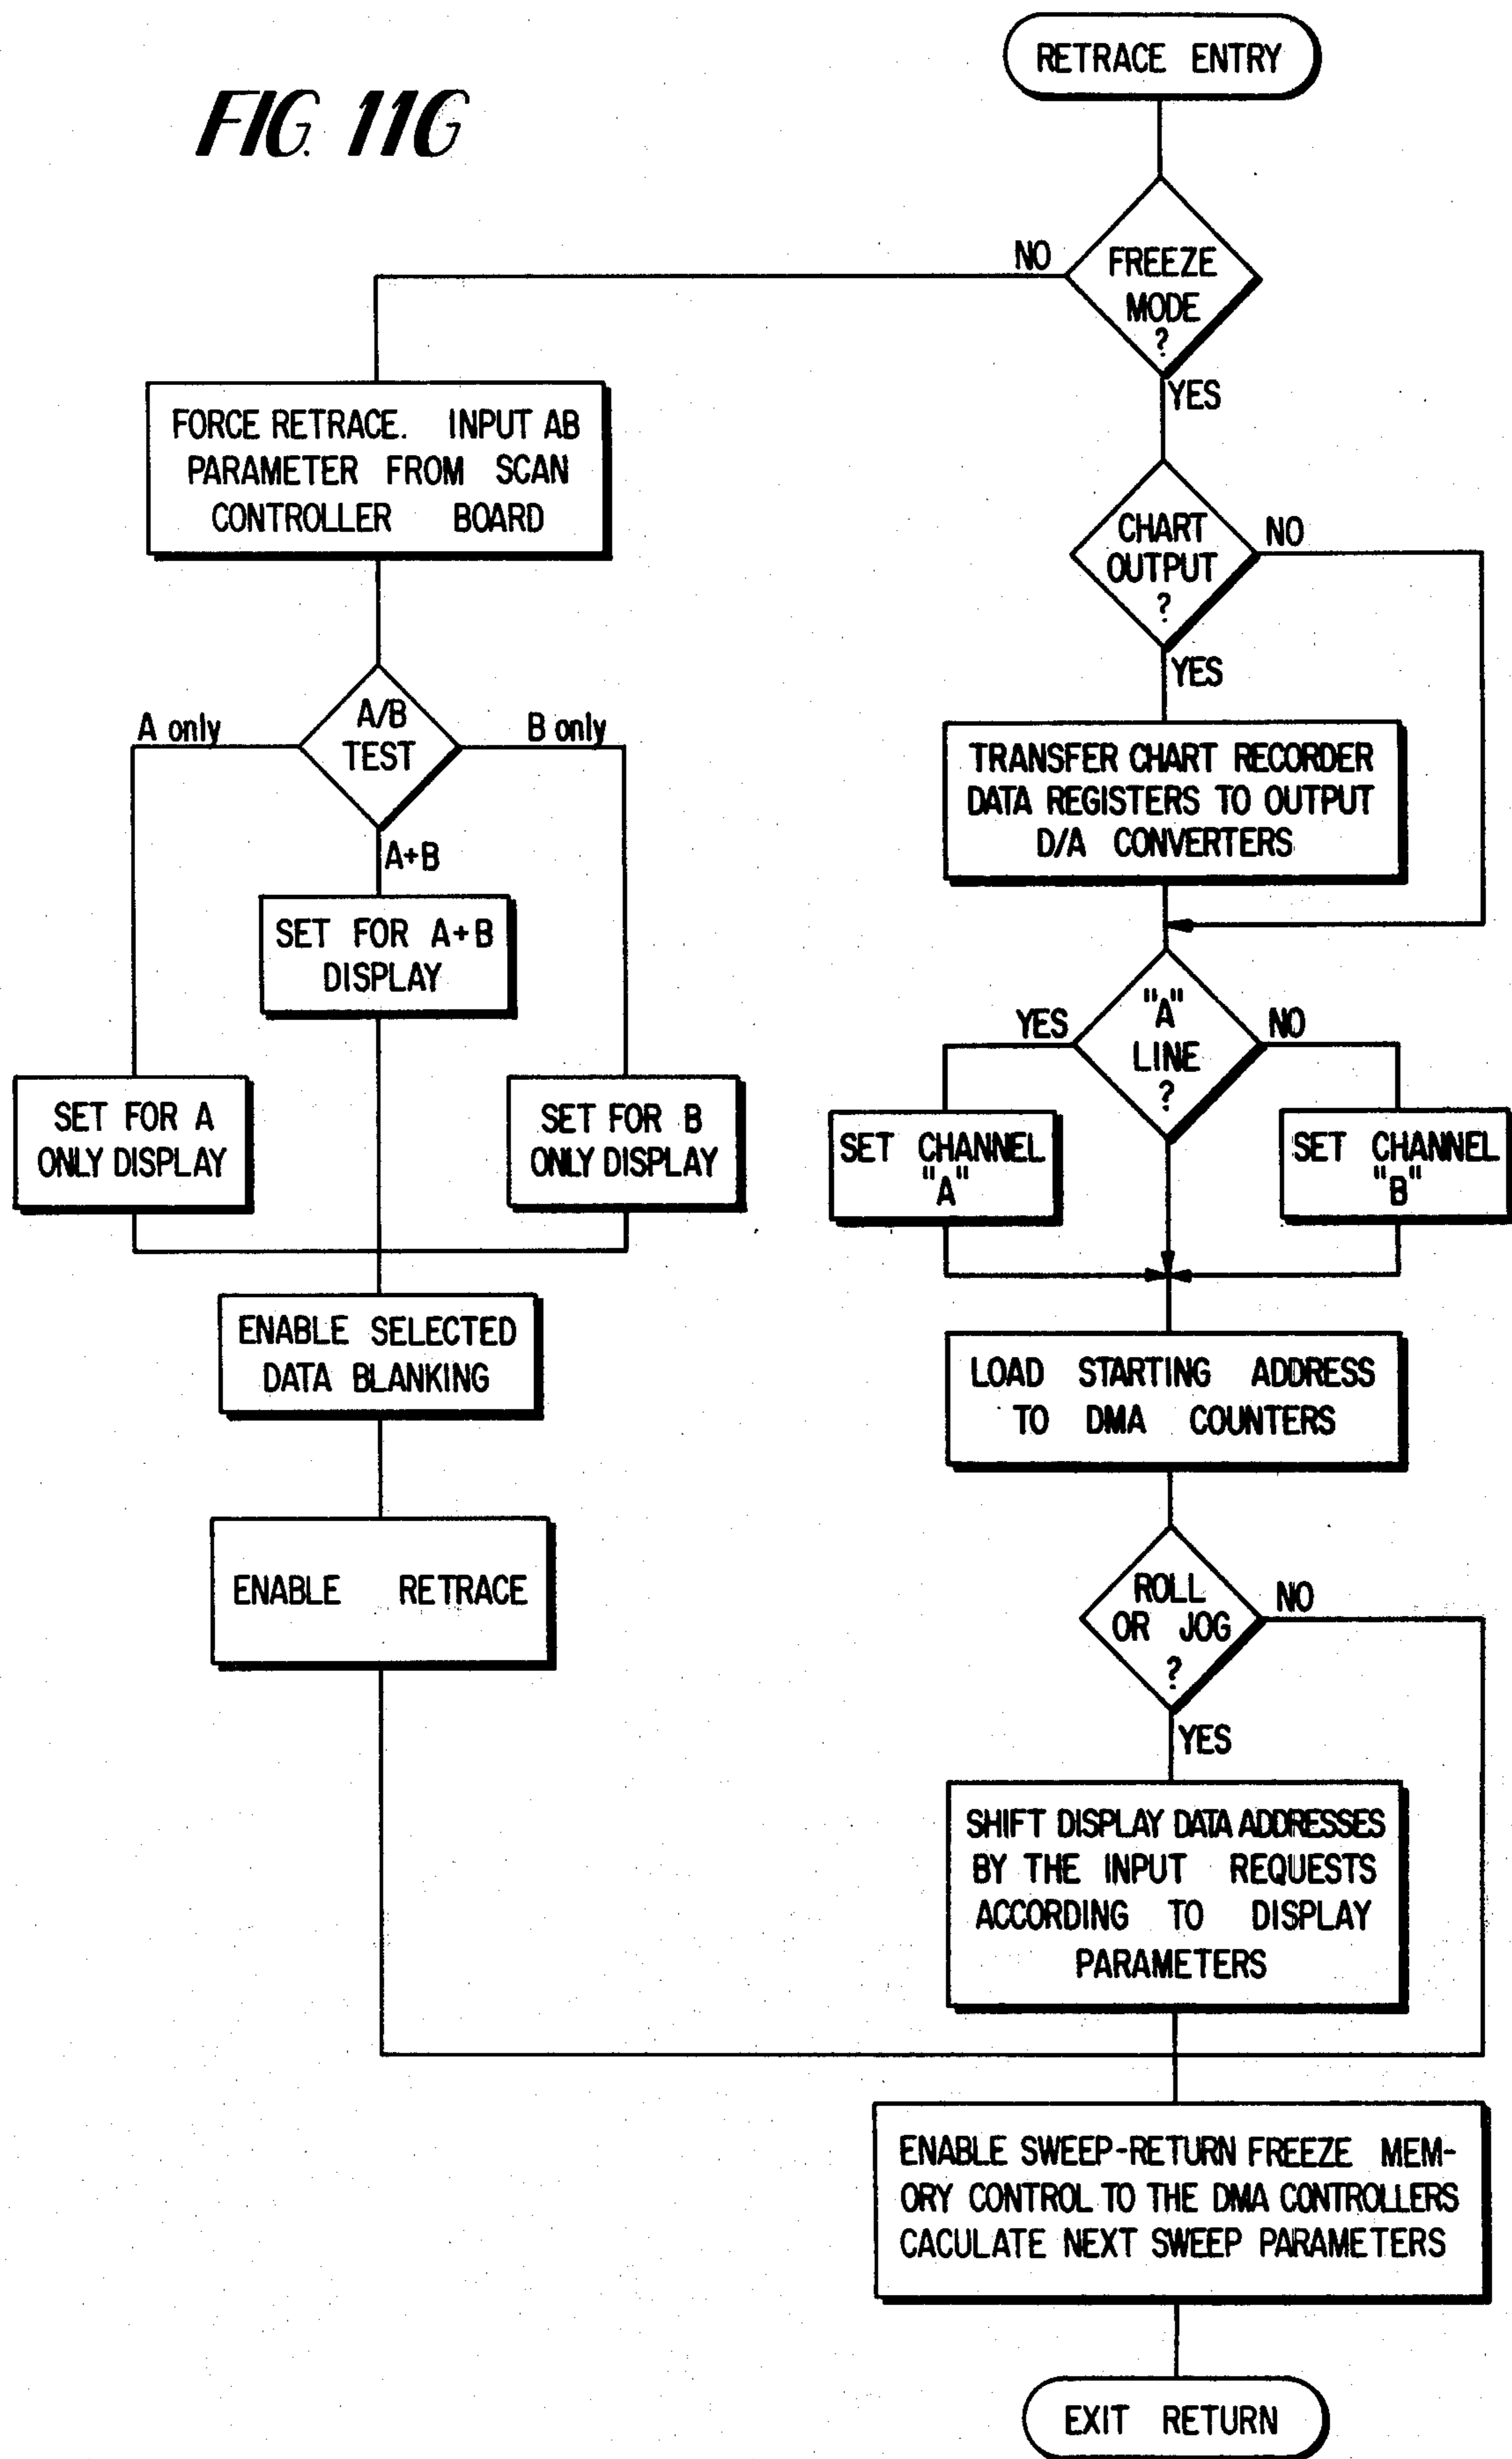 FIG. 11G
RETRACE ENTRY
FREEZE
MODE
?
NO
YES
FORCE RETRACE. INPUT AB
PARAMETER FROM SCAN
CONTROLLER BOARD
A/B
TEST
A only
B only
A+B
SET FOR A+B
DISPLAY
SET FOR A
ONLY DISPLAY
SET FOR B
ONLY DISPLAY
ENABLE SELECTED
DATA BLANKING
ENABLE RETRACE
CHART
OUTPUT
?
NO
YES
TRANSFER CHART RECORDER
DATA REGISTERS TO OUTPUT
D/A CONVERTERS
"A"
LINE
?
YES
NO
SET CHANNEL
"A"
SET CHANNEL
"B"
LOAD STARTING ADDRESS
TO DMA COUNTERS
ROLL
OR JOG
?
NO
YES
SHIFT DISPLAY DATA ADDRESSES
BY THE INPUT REQUESTS
ACCORDING TO DISPLAY
PARAMETERS
ENABLE SWEEP-RETURN FREEZE MEM-
ORY CONTROL TO THE DMA CONTROLLERS
CACULATE NEXT SWEEP PARAMETERS
EXIT RETURN